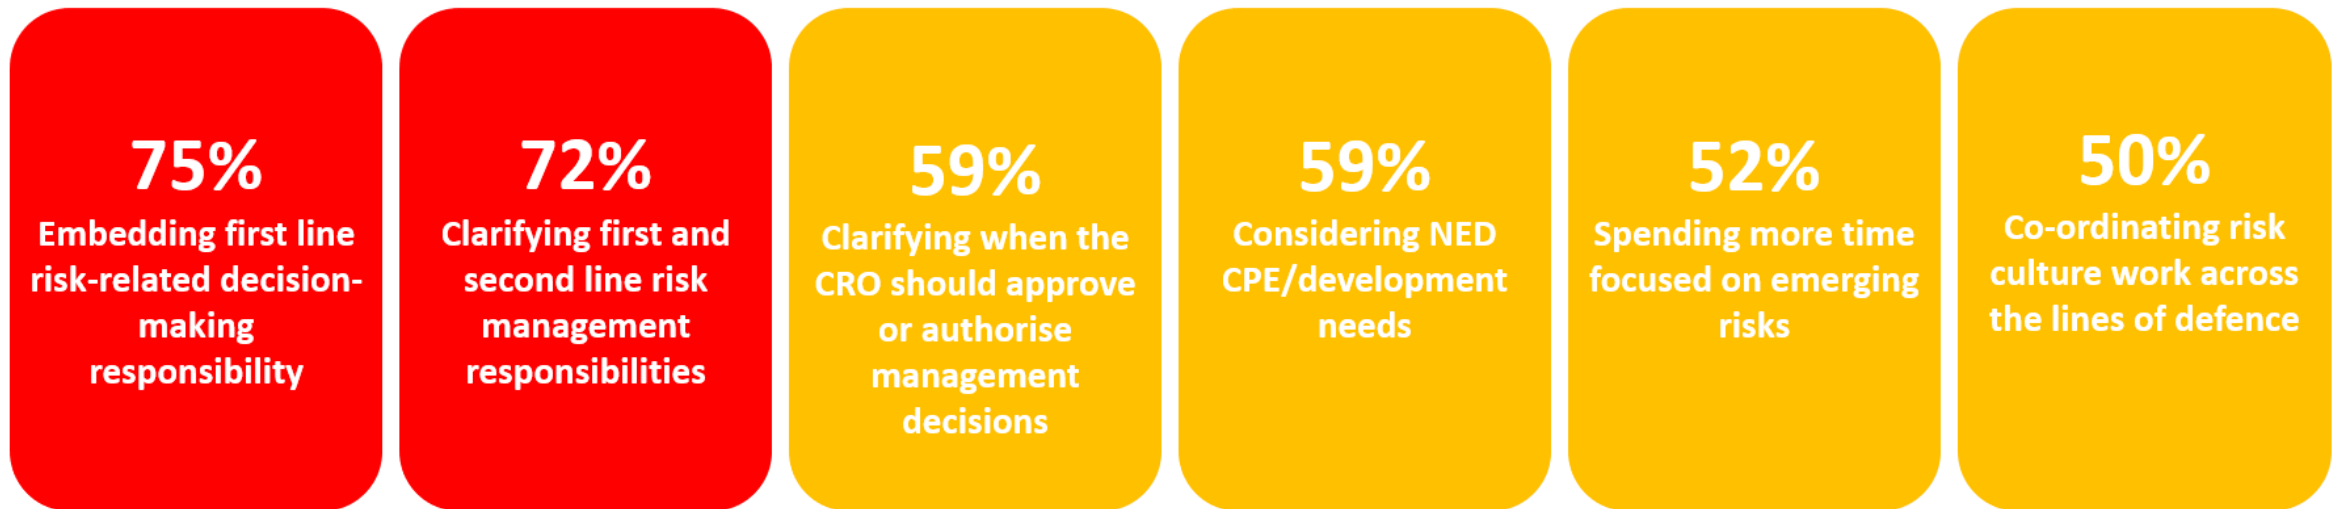 75%
Embedding first line
risk-related decision-
making
responsibility
72%
Clarifying first and
second line risk
management
responsibilities
59%
Clarifying when the
CRO should approve
or authorise
management
decisions
59%
Considering NED
CPE/development
needs
52%
Spending more time
focused on emerging
risks
50%
Co-ordinating risk
culture work across
the lines of defence